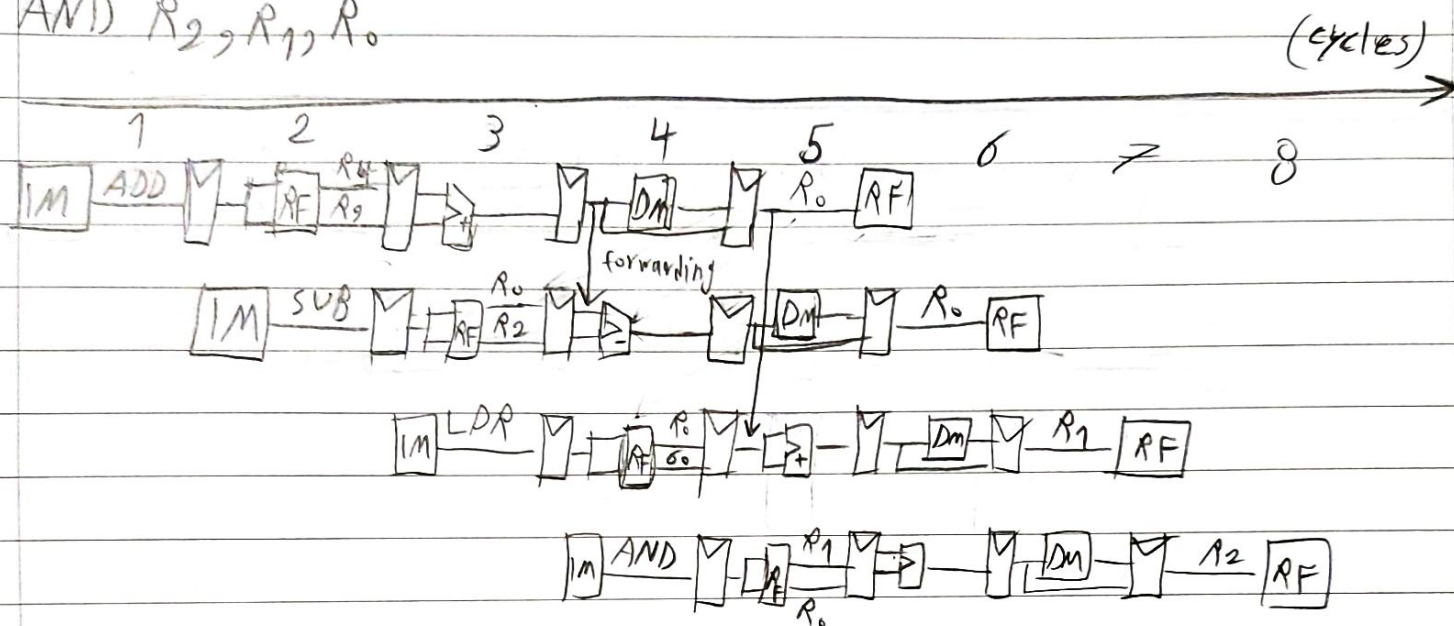 AND R2, R1, R0
(cycles)
1 2 3 4 5 6 7 8
IM ADD RF R4 R9 + Dm R0 RF
forwarding
IM SUB RF R0 R2 - Dm R0 RF
IM LDR RF R0 60 + Dm R1 RF
IM AND RF R1 R0 Dm R2 RF